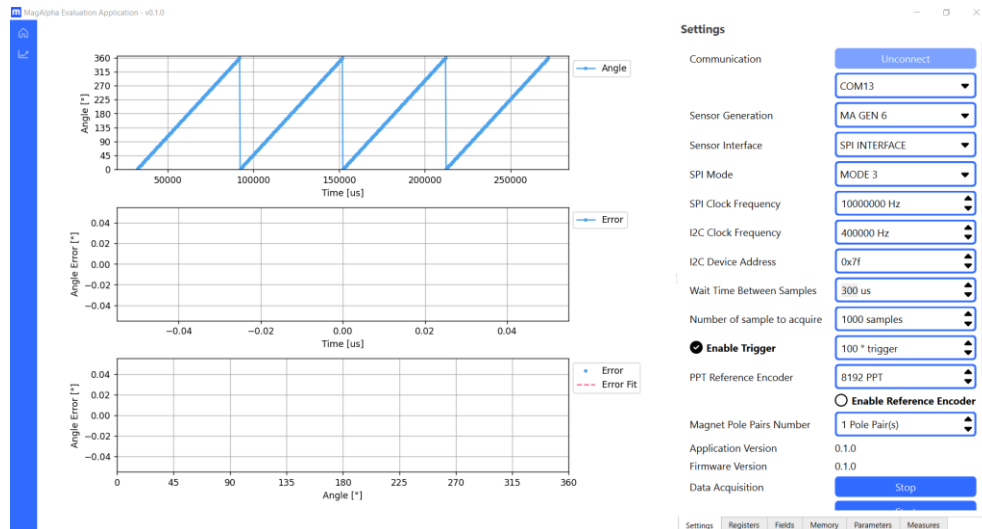 m MagAlpha Evaluation Application - v0.1.0
Settings
Communication
Unconnect
COM13
Sensor Generation
MA GEN 6
Sensor Interface
SPI INTERFACE
SPI Mode
MODE 3
SPI Clock Frequency
10000000 Hz
I2C Clock Frequency
400000 Hz
I2C Device Address
0x7f
Wait Time Between Samples
300 us
Number of sample to acquire
1000 samples
Enable Trigger
100 ° trigger
PPT Reference Encoder
8192 PPT
Enable Reference Encoder
Magnet Pole Pairs Number
1 Pole Pair(s)
Application Version
0.1.0
Firmware Version
0.1.0
Data Acquisition
Stop
Settings Registers Fields Memory Parameters Measures
Angle [°]
360
315
270
225
180
135
90
45
0
50000 100000 150000 200000 250000
Time [us]
Angle
Angle Error [°]
0.04
0.02
0.00
−0.02
−0.04
−0.04 −0.02 0.00 0.02 0.04
Time [us]
Error
Angle Error [°]
0.04
0.02
0.00
−0.02
−0.04
0 45 90 135 180 225 270 315 360
Angle [°]
Error
Error Fit